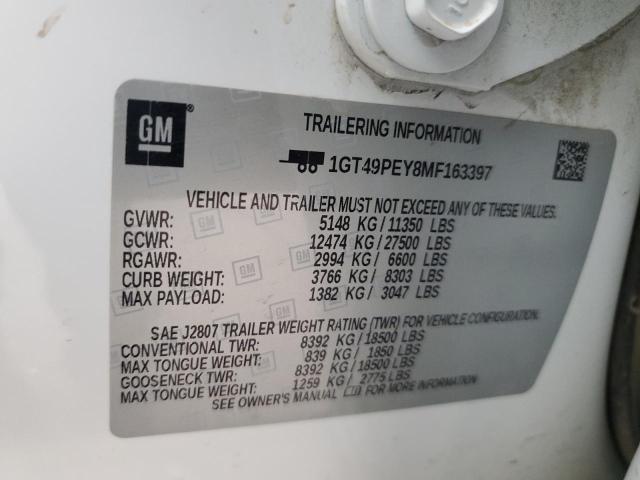 GM®
TRAILERING INFORMATION
1GT49PEY8MF163397
VEHICLE AND TRAILER MUST NOT EXCEED ANY OF THESE VALUES.
GVWR: 5148 KG/11350 LBS
GCWR: 12474 KG/27500 LBS
RGAWR: 2994 KG/ 6600 LBS
CURB WEIGHT: 3766 KG/ 8303 LBS
MAX PAYLOAD: 1382 KG/ 3047 LBS
SAE J2807 TRAILER WEIGHT RATING (TWR) FOR VEHICLE CONFIGURATION.
CONVENTIONAL TWR: 8392 KG/18500 LBS
MAX TONGUE WEIGHT: 839 KG/ 1850 LBS
GOOSENECK TWR: 8392 KG/18500 LBS
MAX TONGUE WEIGHT: 1259 KG/ 2775 LBS
SEE OWNER'S MANUAL FOR MORE INFORMATION